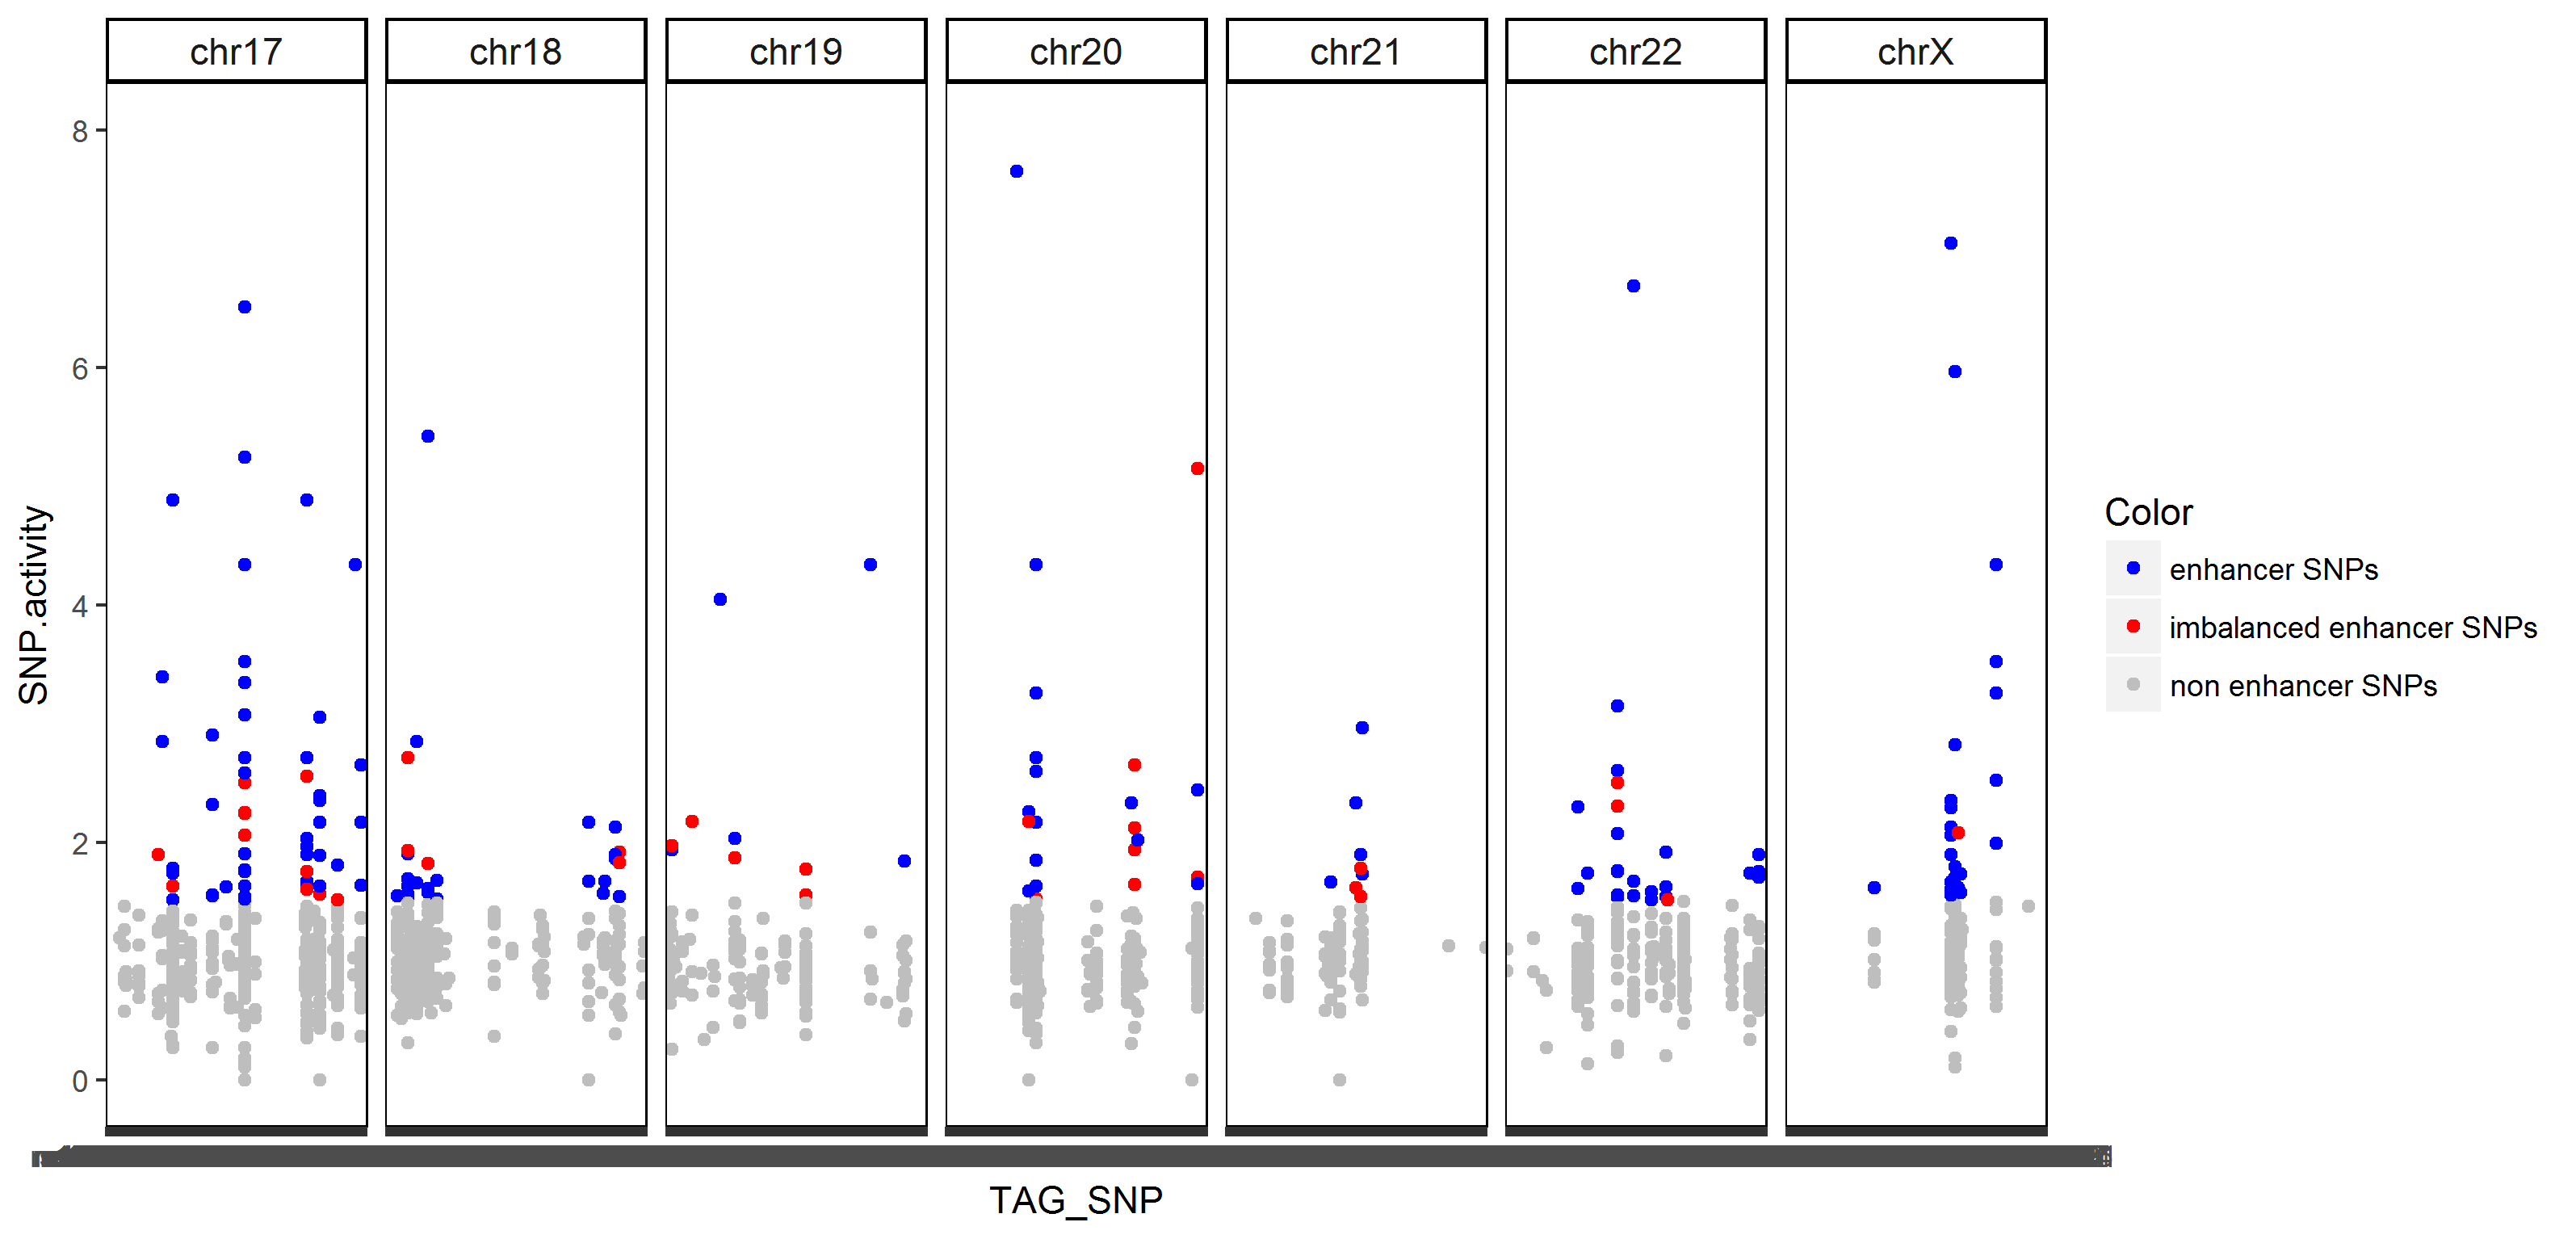 chr17 chr18 chr19 chr20 chr21 chr22 chrX
8
6
4
2
0
SNP.activity
TAG_SNP
Color
enhancer SNPs
imbalanced enhancer SNPs
non enhancer SNPs